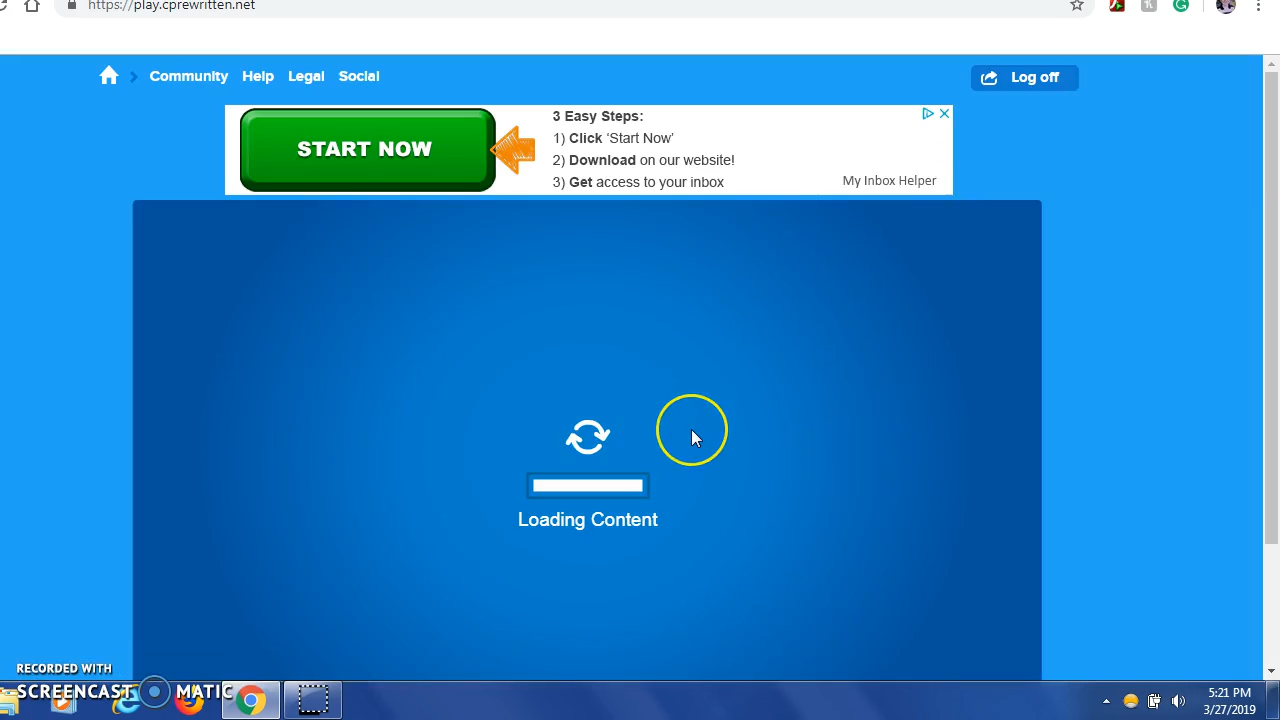 https://play.cprewritten.net
Community Help Legal Social
Log off
START NOW
3 Easy Steps:
1) Click ‘Start Now’
2) Download on our website!
3) Get access to your inbox
My Inbox Helper
Loading Content
RECORDED WITH
SCREENCAST MATIC
5:21 PM
3/27/2019